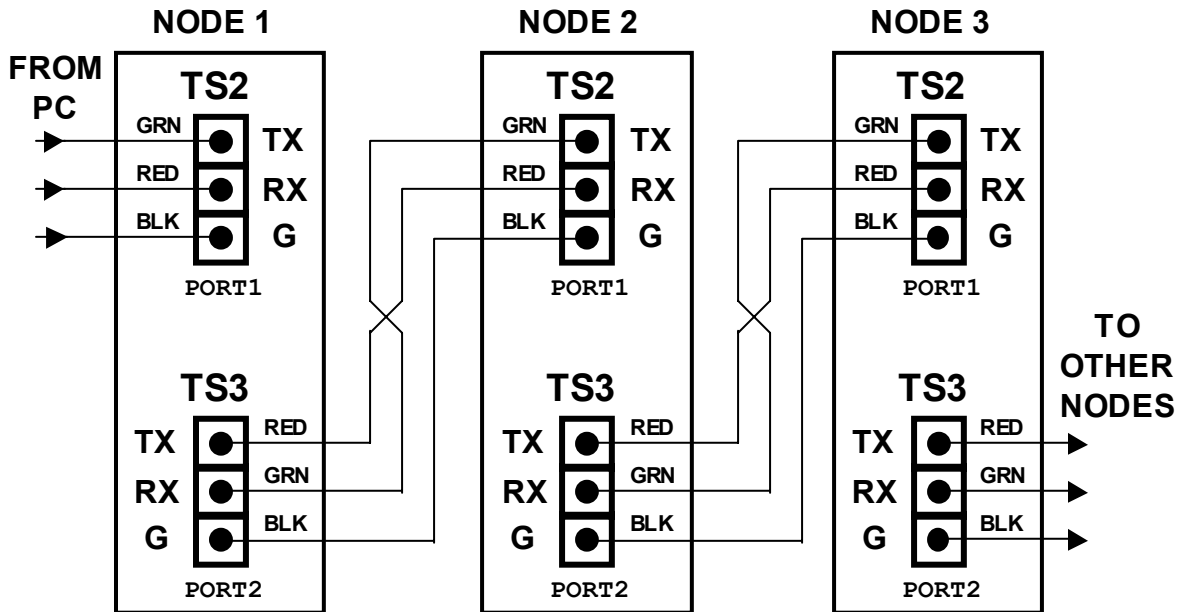 NODE 1
NODE 2
NODE 3
FROM
PC
TS2
GRN
TX
RED
RX
BLK
G
PORT1
TS3
TX
RED
RX
GRN
G
BLK
PORT2
TS2
GRN
TX
RED
RX
BLK
G
PORT1
TS3
TX
RED
RX
GRN
G
BLK
PORT2
TS2
GRN
TX
RED
RX
BLK
G
PORT1
TS3
TX
RED
RX
GRN
G
BLK
PORT2
TO
OTHER
NODES